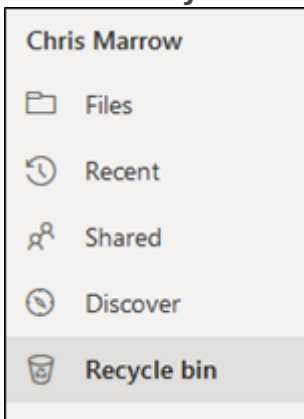 Chris Marrow
Files
Recent
Shared
Discover
Recycle bin